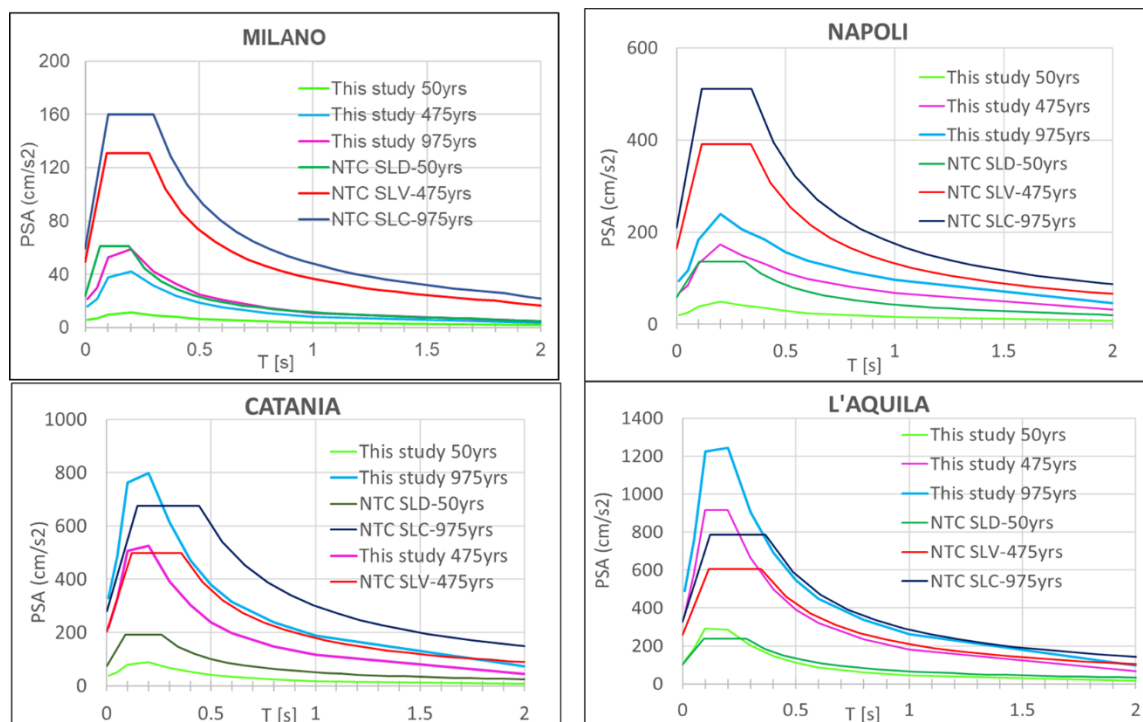 MILANO
PSA (cm/s2)
200
160
120
80
40
0
This study 50yrs
This study 475yrs
This study 975yrs
NTC SLD-50yrs
NTC SLV-475yrs
NTC SLC-975yrs
0 0.5 1 1.5 2
T [s]
NAPOLI
PSA (cm/s2)
600
400
200
0
This study 50yrs
This study 475yrs
This study 975yrs
NTC SLD-50yrs
NTC SLV-475yrs
NTC SLC-975yrs
0 0.5 1 1.5 2
T [s]
CATANIA
PSA (cm/s2)
1000
800
600
400
200
0
This study 50yrs
This study 975yrs
NTC SLD-50yrs
NTC SLC-975yrs
This study 475yrs
NTC SLV-475yrs
0 0.5 1 1.5 2
T [s]
L'AQUILA
PSA (cm/s2)
1400
1200
1000
800
600
400
200
0
This study 50yrs
This study 475yrs
This study 975yrs
NTC SLD-50yrs
NTC SLV-475yrs
NTC SLC-975yrs
0 0.5 1 1.5 2
T [s]